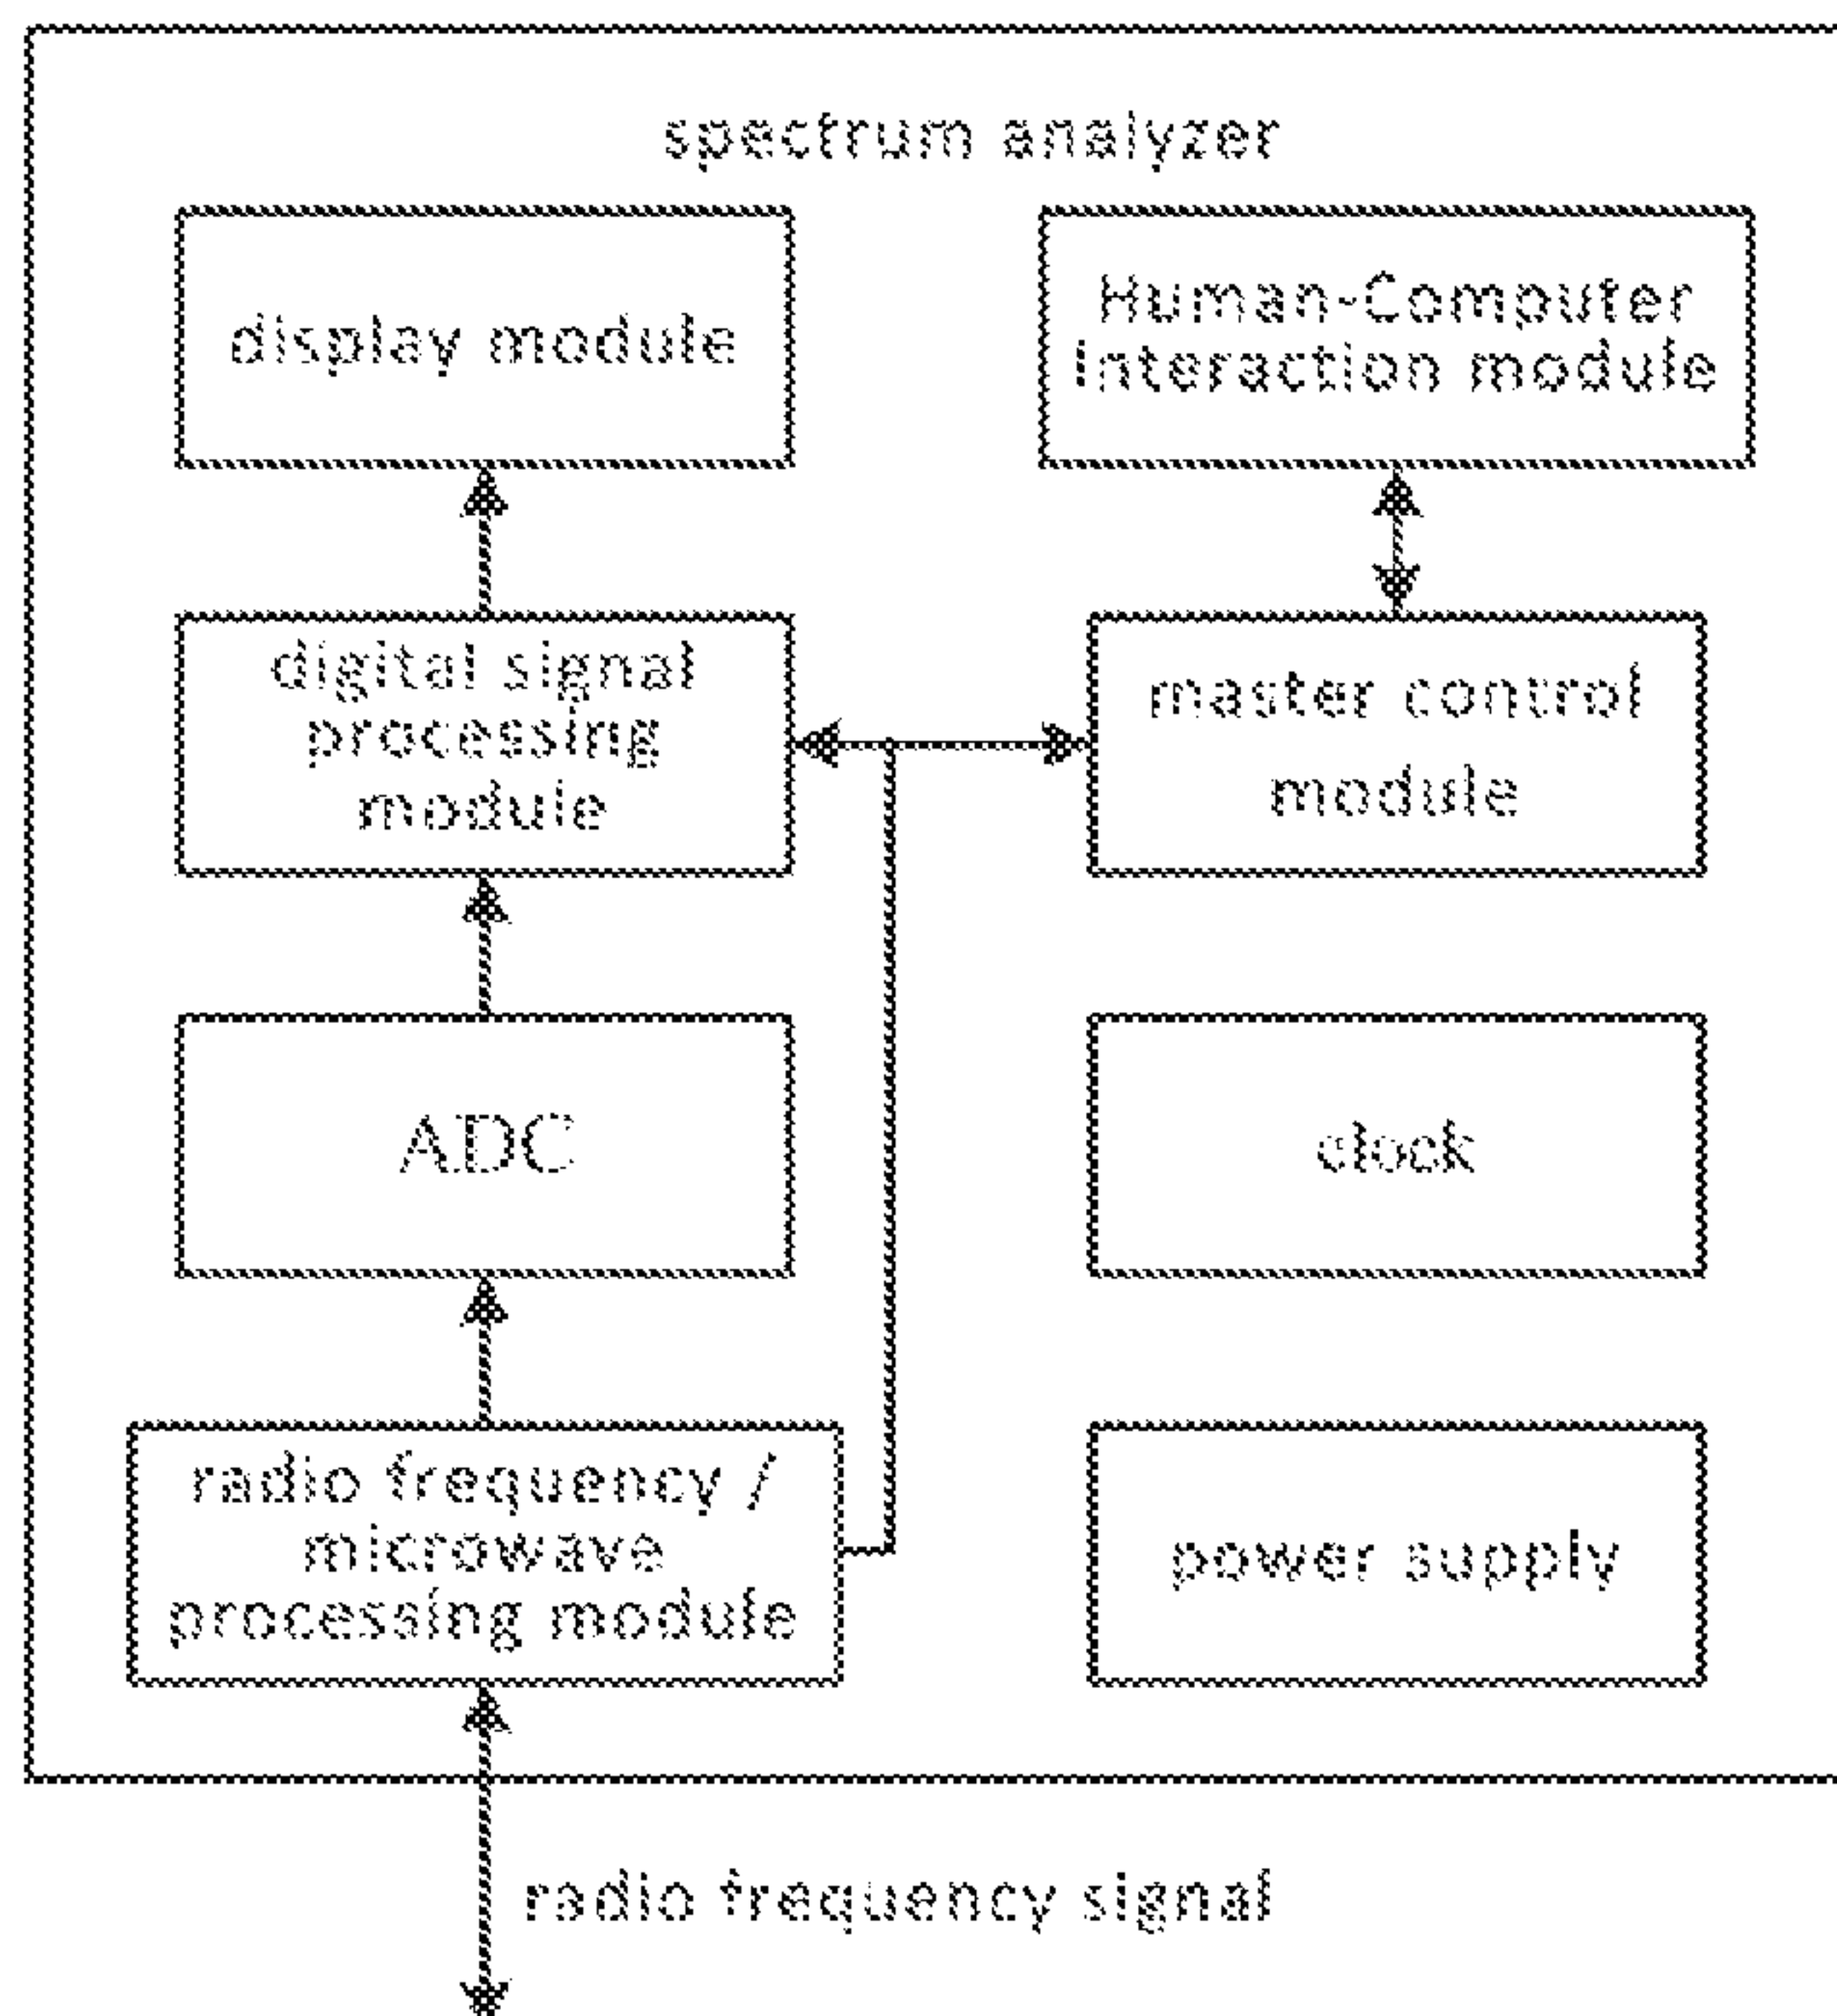 spectrum analyzer
display module
Human-Computer
Interaction module
digital signal
processing
module
master control
module
ADC
clock
radio frequency /
microwave
processing module
power supply
radio frequency signal